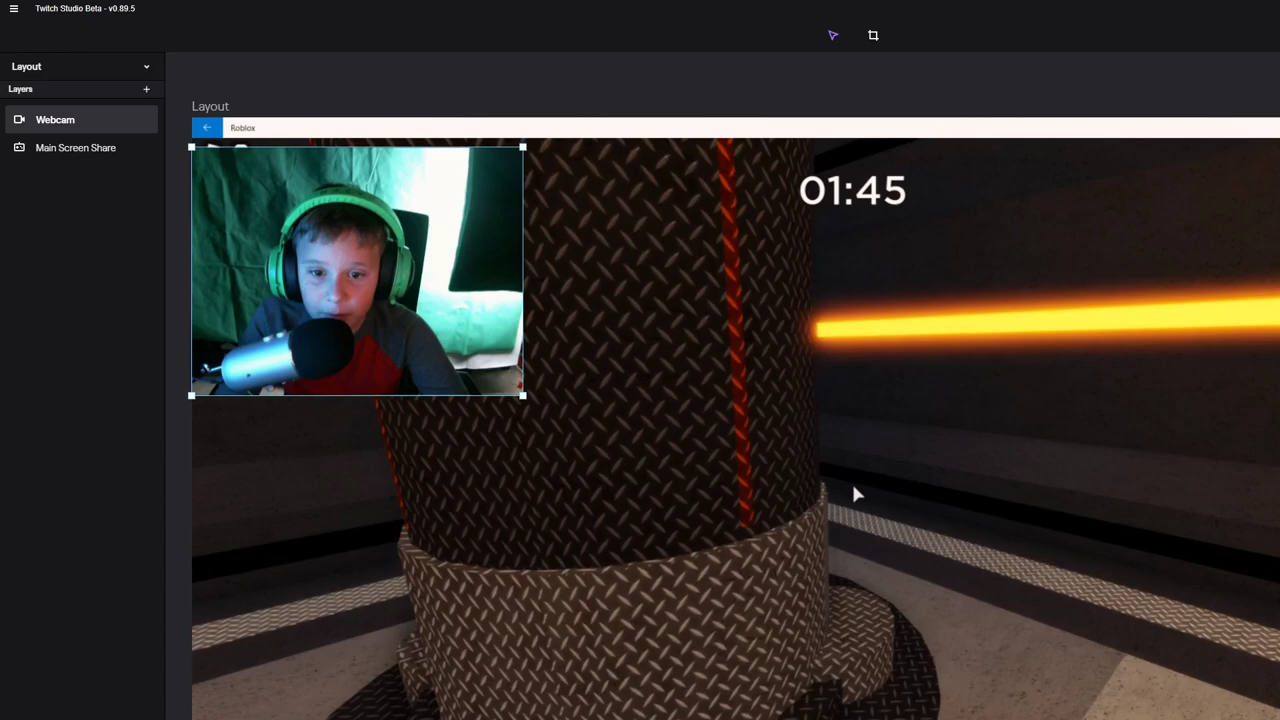 Twitch Studio Beta - v0.89.5
Layout
Layers
+
Webcam
Main Screen Share
Layout
Roblox
01:45